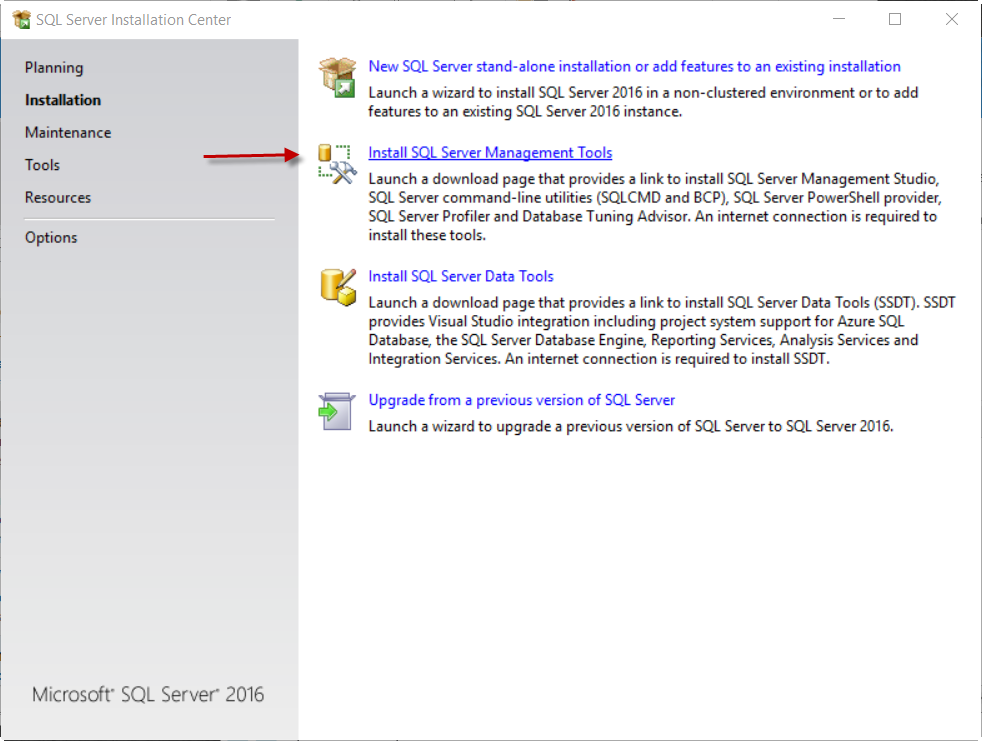 SQL Server Installation Center
Planning
Installation
Maintenance
Tools
Resources
Options
New SQL Server stand-alone installation or add features to an existing installation
Launch a wizard to install SQL Server 2016 in a non-clustered environment or to add
features to an existing SQL Server 2016 instance.
Install SQL Server Management Tools
Launch a download page that provides a link to install SQL Server Management Studio,
SQL Server command-line utilities (SQLCMD and BCP), SQL Server PowerShell provider,
SQL Server Profiler and Database Tuning Advisor. An internet connection is required to
install these tools.
Install SQL Server Data Tools
Launch a download page that provides a link to install SQL Server Data Tools (SSDT). SSDT
provides Visual Studio integration including project system support for Azure SQL
Database, the SQL Server Database Engine, Reporting Services, Analysis Services and
Integration Services. An internet connection is required to install SSDT.
Upgrade from a previous version of SQL Server
Launch a wizard to upgrade a previous version of SQL Server to SQL Server 2016.
Microsoft® SQL Server® 2016